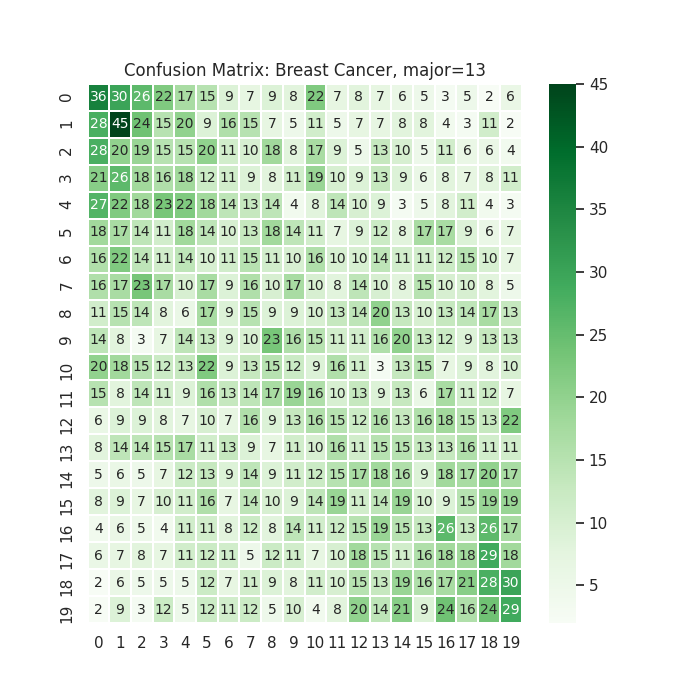 Confusion Matrix: Breast Cancer, major=13
0 36 30 26 22 17 15 9 7 9 8 22 7 8 7 6 5 3 5 2 6
1 28 45 24 15 20 9 16 15 7 5 11 5 7 7 8 8 4 3 11 2
2 28 20 19 15 15 20 11 10 18 8 17 9 5 13 10 5 11 6 6 4
3 21 26 18 16 18 12 11 9 8 11 19 10 9 13 9 6 8 7 8 11
4 27 22 18 23 22 18 14 13 14 4 8 14 10 9 3 5 8 11 4 3
5 18 17 14 11 18 14 10 13 18 14 11 7 9 12 8 17 17 9 6 7
6 16 22 14 11 14 10 11 15 11 10 16 10 10 14 11 11 12 15 10 7
7 16 17 23 17 10 17 9 16 10 17 10 8 14 10 8 15 10 10 8 5
8 11 15 14 8 6 17 9 15 9 9 10 13 14 20 13 10 13 14 17 13
9 14 8 3 7 14 13 9 10 23 16 15 11 11 16 20 13 12 9 13 13
10 20 18 15 12 13 22 9 13 15 12 9 16 11 3 13 15 7 9 8 10
11 15 8 14 11 9 16 13 14 17 19 16 10 13 9 13 6 17 11 12 7
12 6 9 9 8 7 10 7 16 9 13 16 15 12 16 13 16 18 15 13 22
13 8 14 14 15 17 11 13 9 7 11 10 16 11 15 15 13 13 16 11 11
14 5 6 5 7 12 13 9 14 9 11 12 15 17 18 16 9 18 17 20 17
15 8 9 7 10 11 16 7 14 10 9 14 19 11 14 19 10 9 15 19 19
16 4 6 5 4 11 11 8 12 8 14 11 12 15 19 15 13 26 13 26 17
17 6 7 8 7 11 12 11 5 12 11 7 10 18 15 11 16 18 18 29 18
18 2 6 5 5 5 12 7 11 9 8 11 10 15 13 19 16 17 21 28 30
19 2 9 3 12 5 12 11 12 5 10 4 8 20 14 21 9 24 16 24 29
0 1 2 3 4 5 6 7 8 9 10 11 12 13 14 15 16 17 18 19
45
40
35
30
25
20
15
10
5